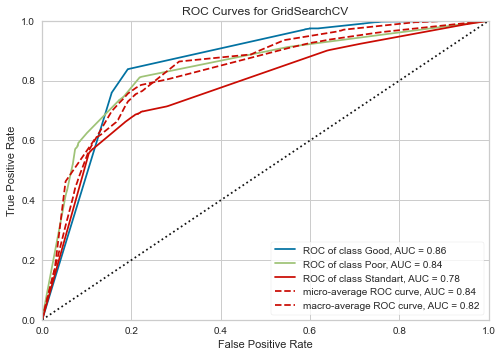 ROC Curves for GridSearchCV
True Positive Rate
1.0
0.8
0.6
0.4
0.2
0.0
ROC of class Good, AUC = 0.86
ROC of class Poor, AUC = 0.84
ROC of class Standart, AUC = 0.78
micro-average ROC curve, AUC = 0.84
macro-average ROC curve, AUC = 0.82
0.0 0.2 0.4 0.6 0.8 1.0
False Positive Rate